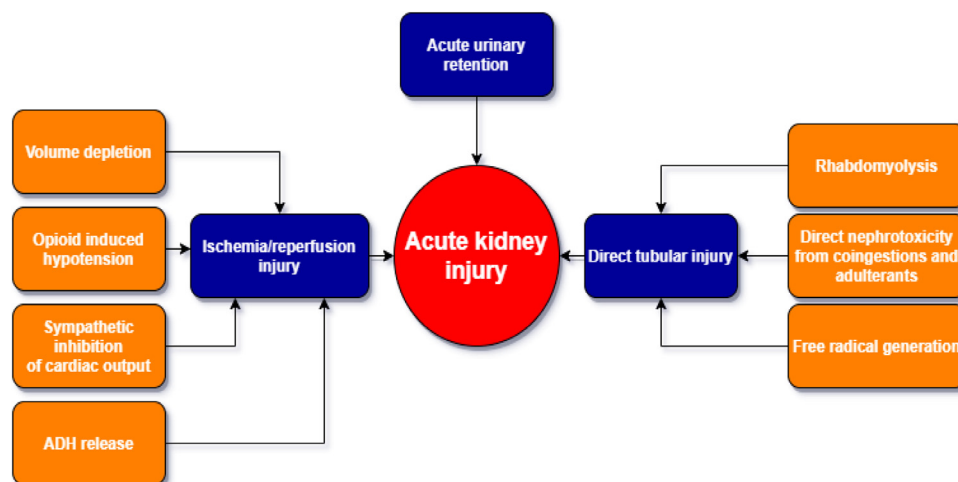 Acute urinary
retention
Volume depletion
Rhabdomyolysis
Opioid induced
hypotension
Ischemia/reperfusion
injury
Acute kidney
injury
Direct tubular injury
Direct nephrotoxicity
from coingestions and
adulterants
Sympathetic
inhibition
of cardiac output
Free radical generation
ADH release